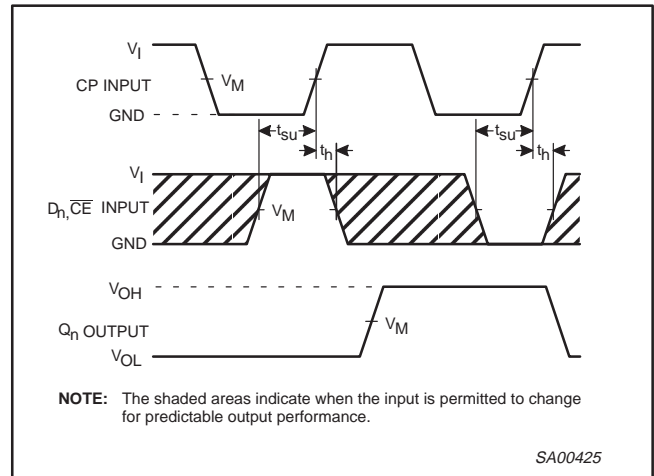 VI
CP INPUT
VM
GND
tsu
th
tsu
th
VI
Dn,CE INPUT
VM
GND
VOH
Qn OUTPUT
VM
VOL
NOTE: The shaded areas indicate when the input is permitted to change
for predictable output performance.
SA00425